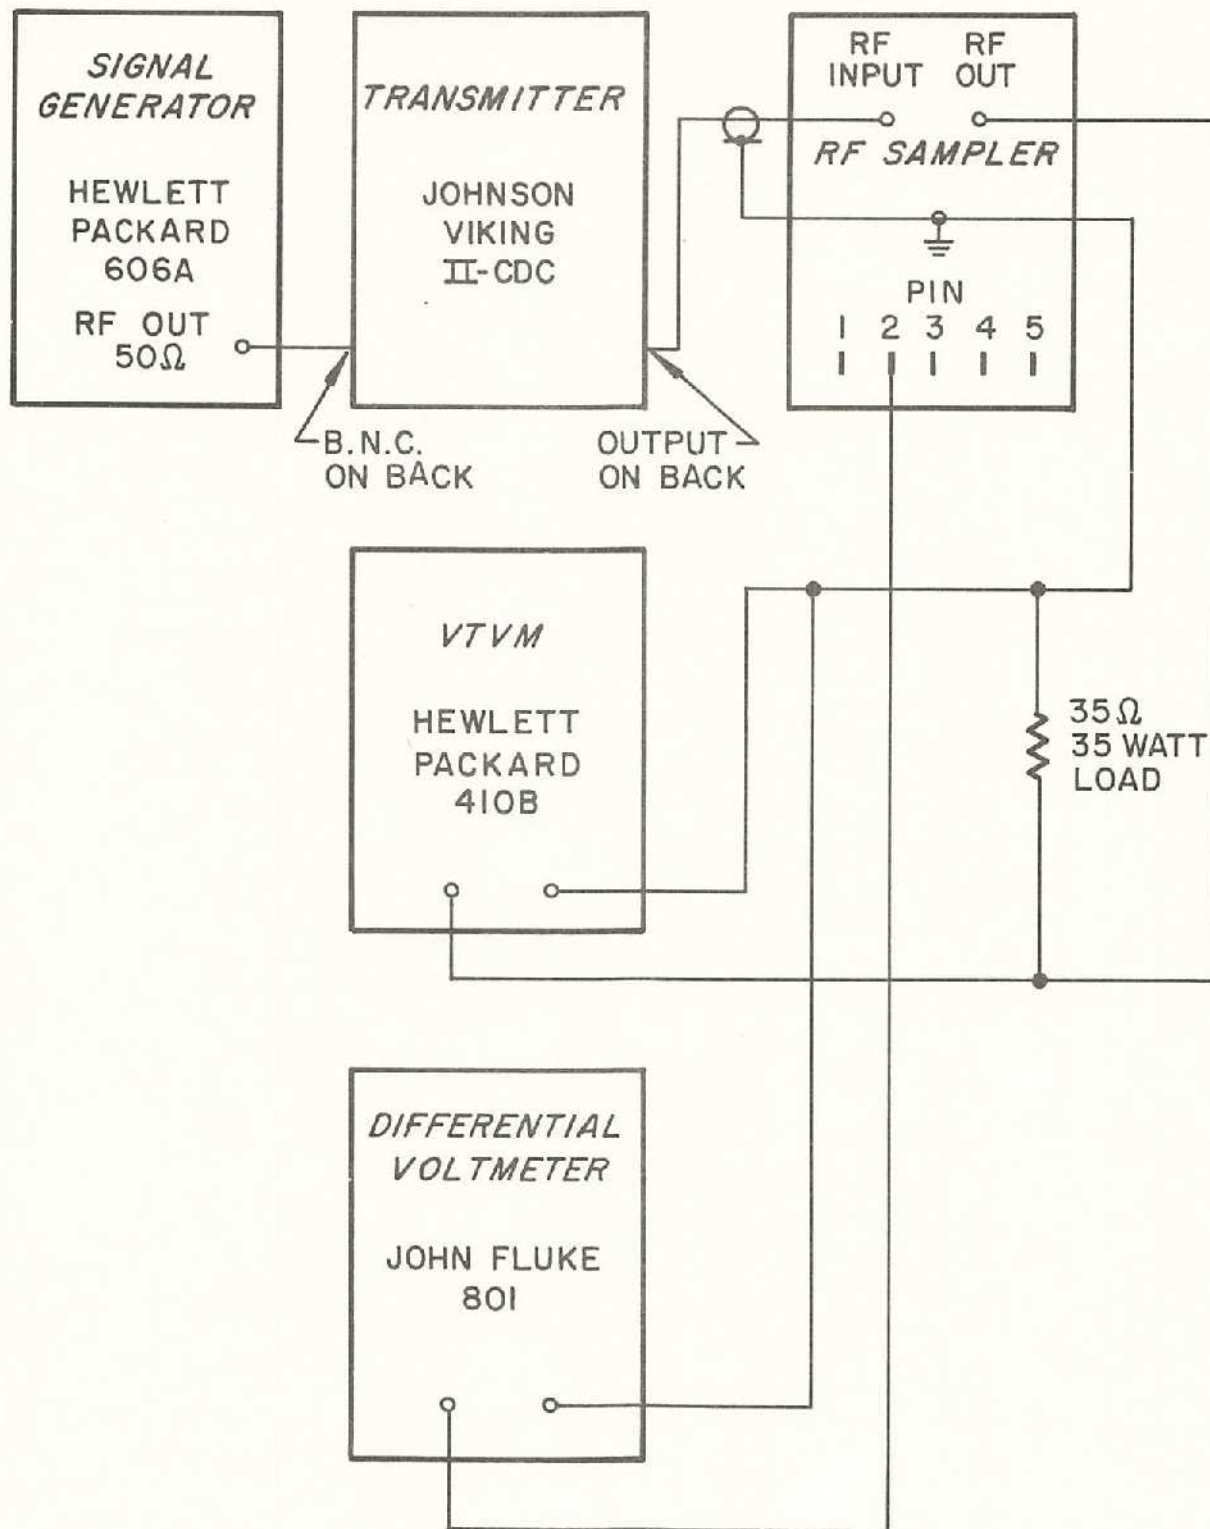 SIGNAL
GENERATOR
HEWLETT
PACKARD
606A
RF OUT
50Ω
TRANSMITTER
JOHNSON
VIKING
II-CDC
B.N.C.
ON BACK
OUTPUT
ON BACK
RF INPUT
RF OUT
RF SAMPLER
PIN
1 2 3 4 5
VTVM
HEWLETT
PACKARD
410B
35Ω
35 WATT
LOAD
DIFFERENTIAL
VOLTMETER
JOHN FLUKE
801